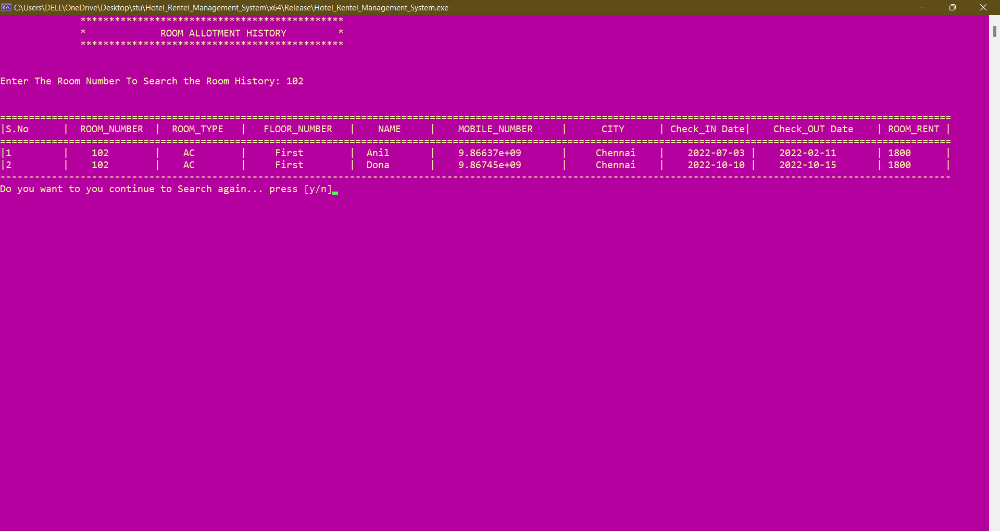 C:\Users\DELL\OneDrive\Desktop\stu\Hotel_Rentel_Management_System\x64\Release\Hotel_Rentel_Management_System.exe
**********************************************
* ROOM ALLOTMENT HISTORY *
**********************************************
Enter The Room Number To Search the Room History: 102
======================================================================================================================================================================
|S.No | ROOM_NUMBER | ROOM_TYPE | FLOOR_NUMBER | NAME | MOBILE_NUMBER | CITY | Check_IN Date| Check_OUT Date | ROOM_RENT |
======================================================================================================================================================================
|1 | 102 | AC | First | Anil | 9.86637e+09 | Chennai | 2022-07-03 | 2022-02-11 | 1800 |
|2 | 102 | AC | First | Dona | 9.86745e+09 | Chennai | 2022-10-10 | 2022-10-15 | 1800 |
----------------------------------------------------------------------------------------------------------------------------------------------------------------------
Do you want to you continue to Search again... press [y/n]